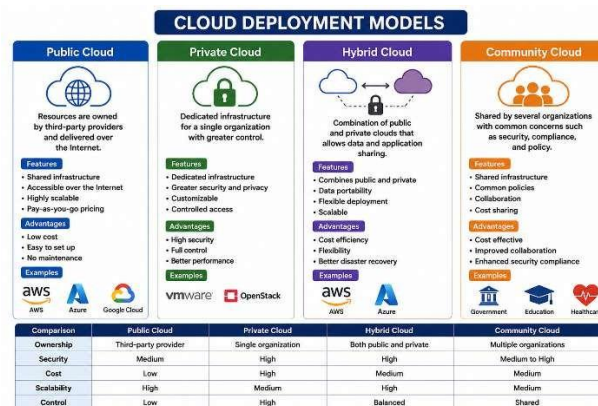 CLOUD DEPLOYMENT MODELS
Public Cloud
Resources are owned
by third-party providers
and delivered over
the Internet.
Features
• Shared infrastructure
• Accessible over the Internet
• Highly scalable
• Pay-as-you-go pricing
Advantages
• Low cost
• Easy to set up
• No maintenance
Examples
aws
AWS
Azure
Google Cloud
Private Cloud
Dedicated infrastructure
for a single organization
with greater control.
Features
• Dedicated infrastructure
• Greater security and privacy
• Customizable
• Controlled access
Advantages
• High security
• Full control
• Better performance
Examples
vmware
OpenStack
Hybrid Cloud
Combination of public
and private clouds that
allows data and application
sharing.
Features
• Combines public and private
• Data portability
• Flexible deployment
• Scalable
Advantages
• Cost efficiency
• Flexibility
• Better disaster recovery
Examples
aws
AWS
Azure
Community Cloud
Shared by several organizations
with common concerns such
as security, compliance,
and policy.
Features
• Shared infrastructure
• Common policies
• Collaboration
• Cost sharing
Advantages
• Cost effective
• Improved collaboration
• Enhanced security compliance
Examples
Government
Education
Healthcar
Comparison Public Cloud Private Cloud Hybrid Cloud Community Cloud
Ownership Third-party provider Single organization Both public and private Multiple organizations
Security Medium High High Medium to High
Cost Low High Medium Medium
Scalability High Medium High Medium
Control Low High Balanced Shared